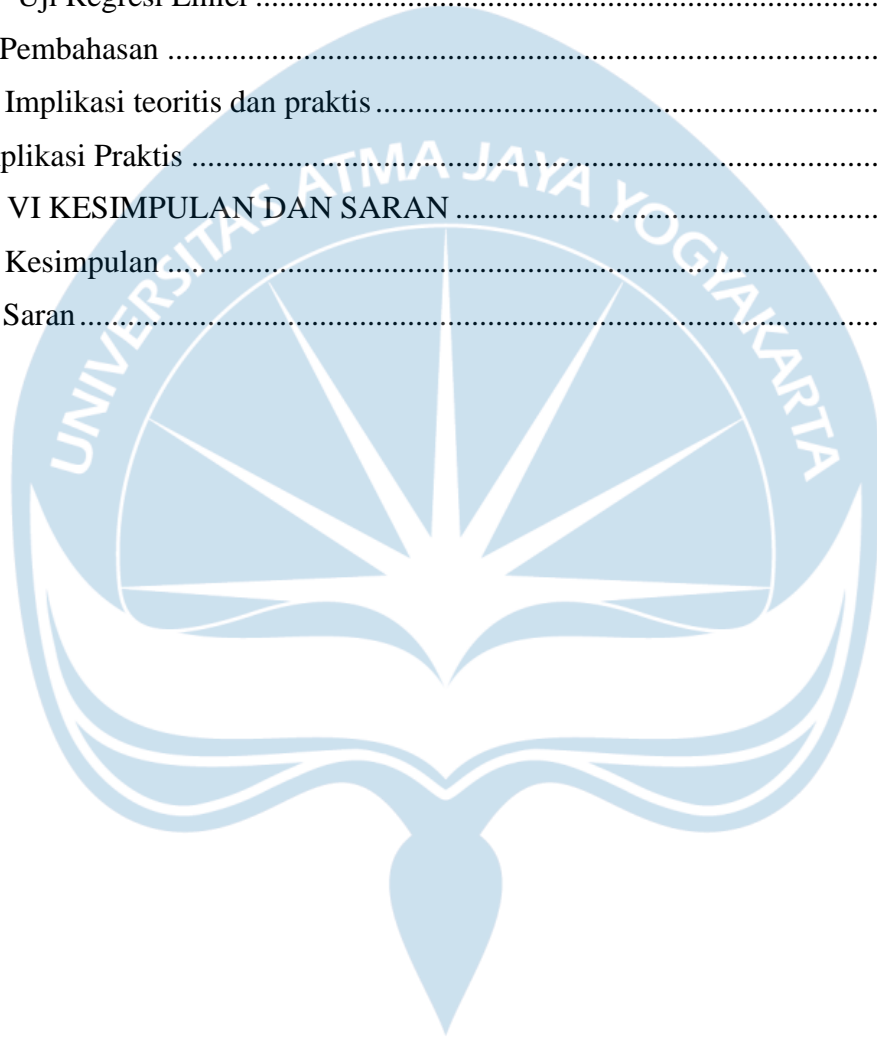 Uji Regresi Linier ........................................................................
Pembahasan ........................................................................
Implikasi teoritis dan praktis ........................................................................
plikasi Praktis ........................................................................
VI KESIMPULAN DAN SARAN ........................................................................
Kesimpulan ........................................................................
Saran ........................................................................
UNIVERSITAS ATMA JAYA YOGYAKARTA